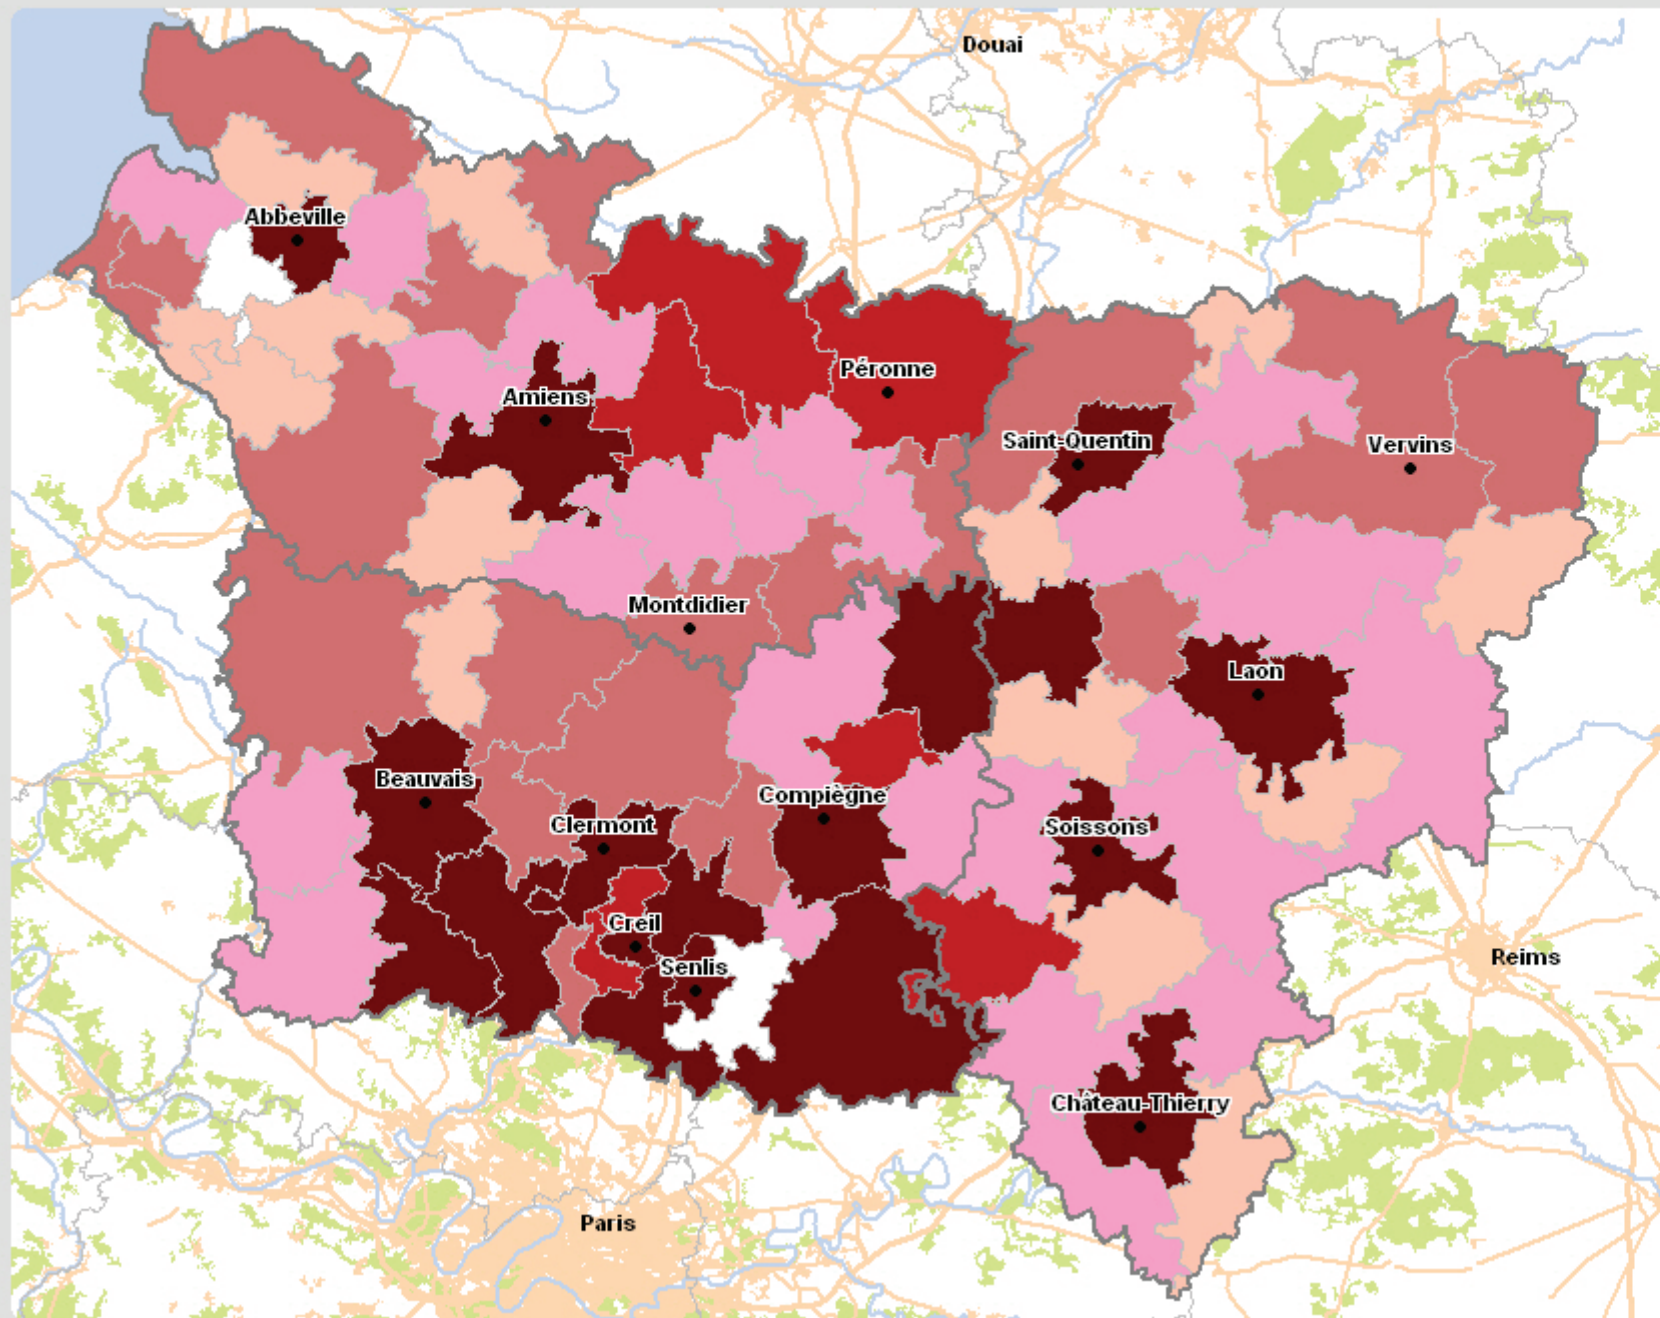 Douai
Abbeville
Péronne
Amiens
Saint-Quentin
Vervins
Montdidier
Laon
Beauvais
Compiègne
Clermont
Soissons
Creil
Senlis
Reims
Château-Thierry
Paris